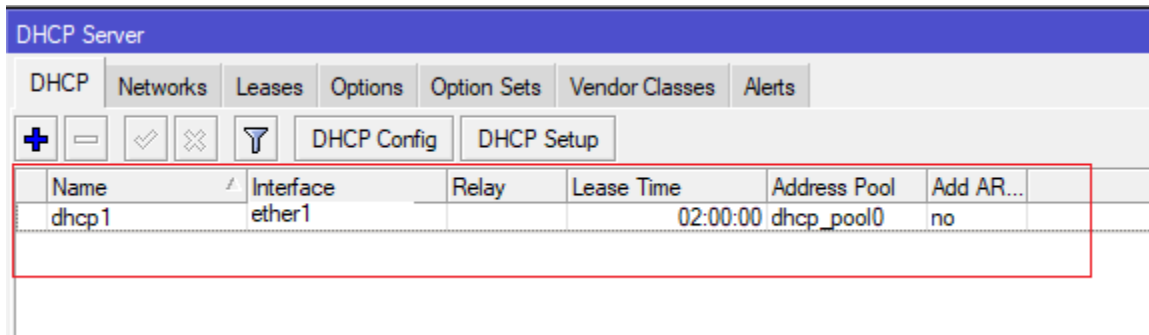 DHCP Server
DHCP Networks Leases Options Option Sets Vendor Classes Alerts
DHCP Config DHCP Setup
Name Interface Relay Lease Time Address Pool Add AR...
dhcp1 ether1 02:00:00 dhcp_pool0 no